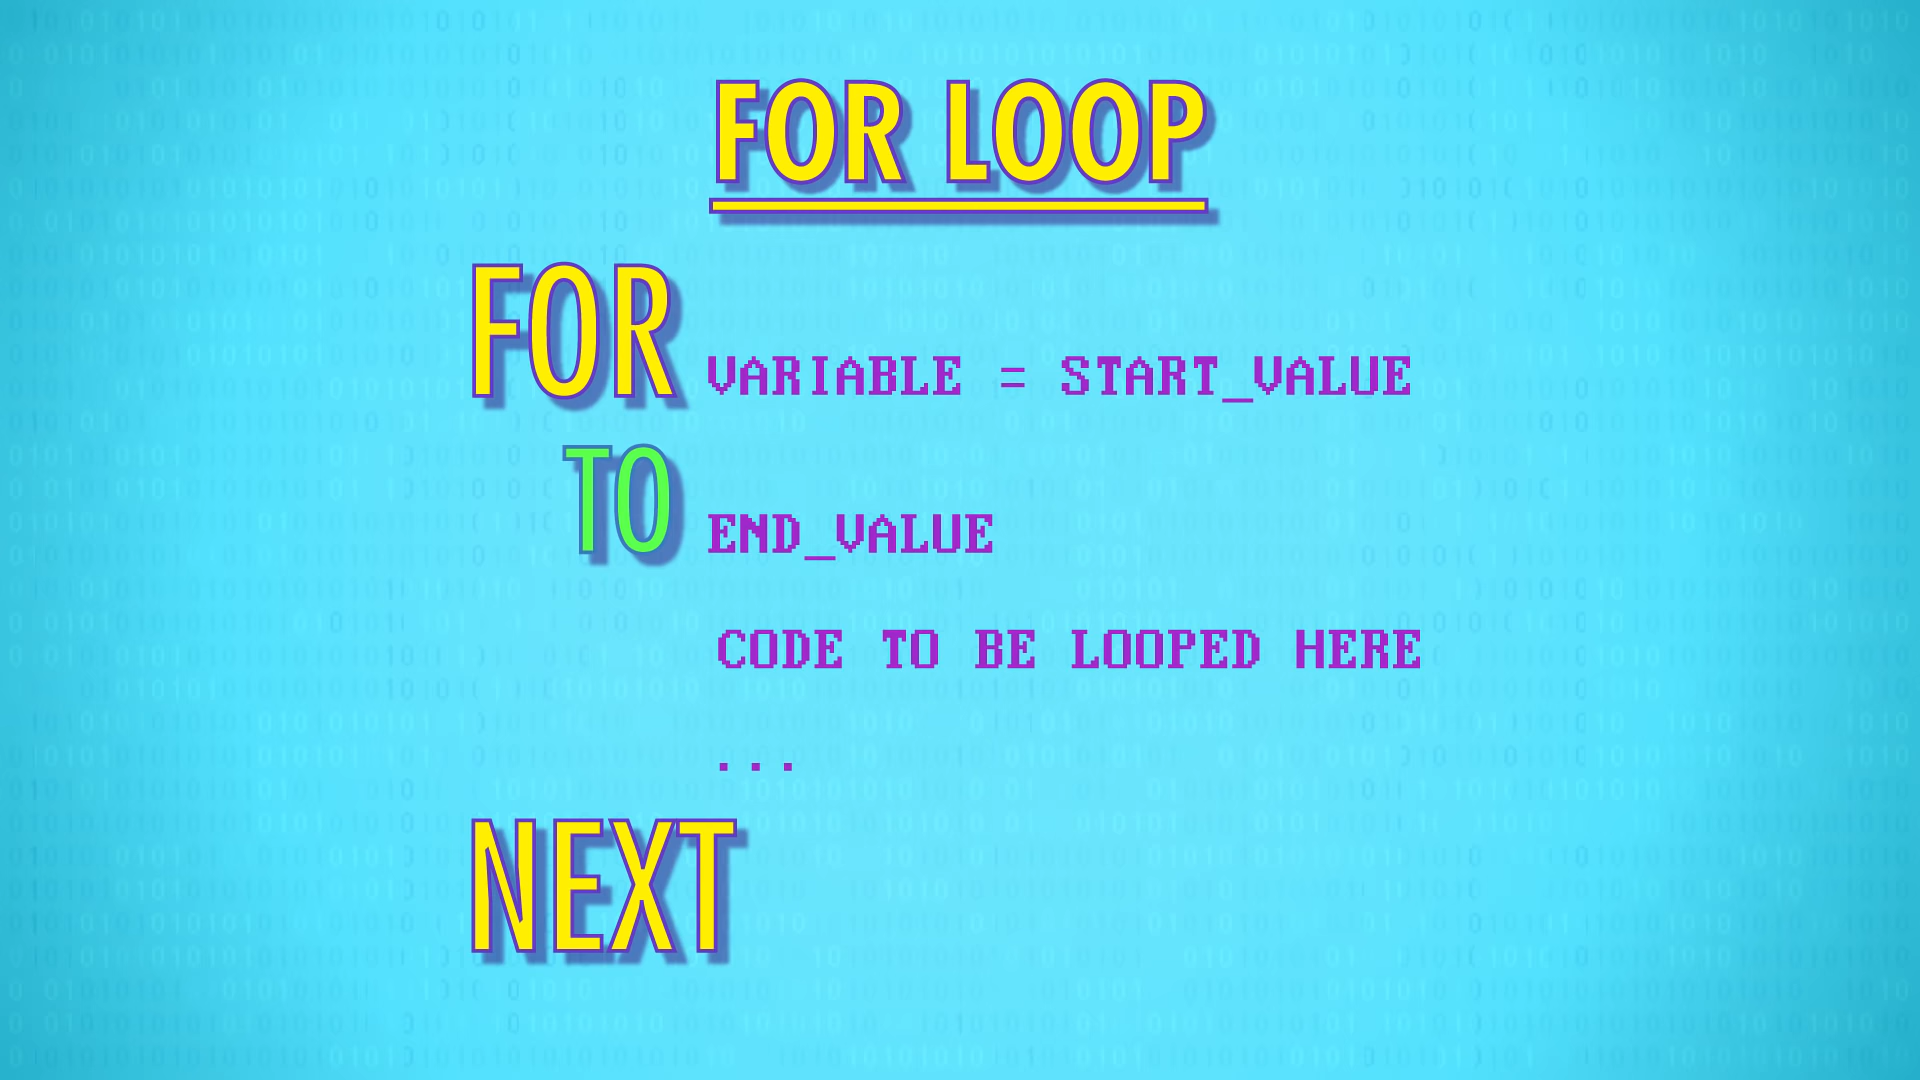 FOR LOOP
FOR VARIABLE = START_VALUE
TO END_VALUE
CODE TO BE LOOPED HERE
...
NEXT